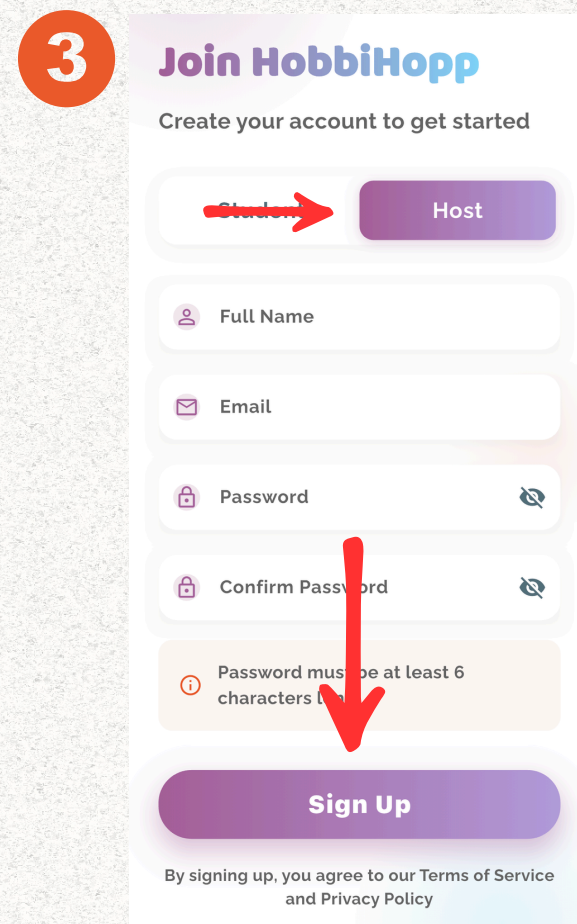 3
Join HobbiHopp
Create your account to get started
Student
Host
Full Name
Email
Password
Confirm Password
Password must be at least 6
characters long
Sign Up
By signing up, you agree to our Terms of Service
and Privacy Policy